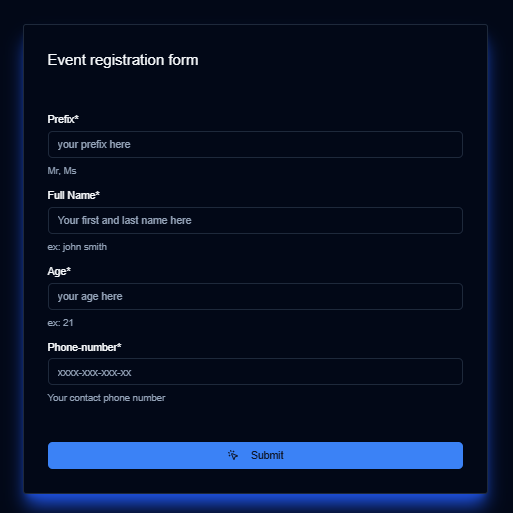 Event registration form
Prefix*
your prefix here
Mr, Ms
Full Name*
Your first and last name here
ex: john smith
Age*
your age here
ex: 21
Phone-number*
xxxx-xxx-xxx-xx
Your contact phone number
Submit